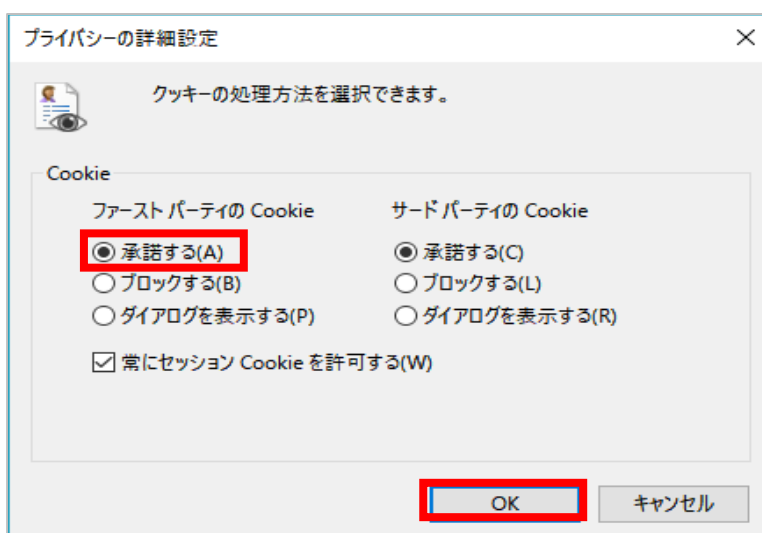 プライバシーの詳細設定
クッキーの処理方法を選択できます。
Cookie
ファースト パーティの Cookie
サード パーティの Cookie
承諾する(A)
承諾する(C)
ブロックする(B)
ブロックする(L)
ダイアログを表示する(P)
ダイアログを表示する(R)
常にセッション Cookie を許可する(W)
OK
キャンセル